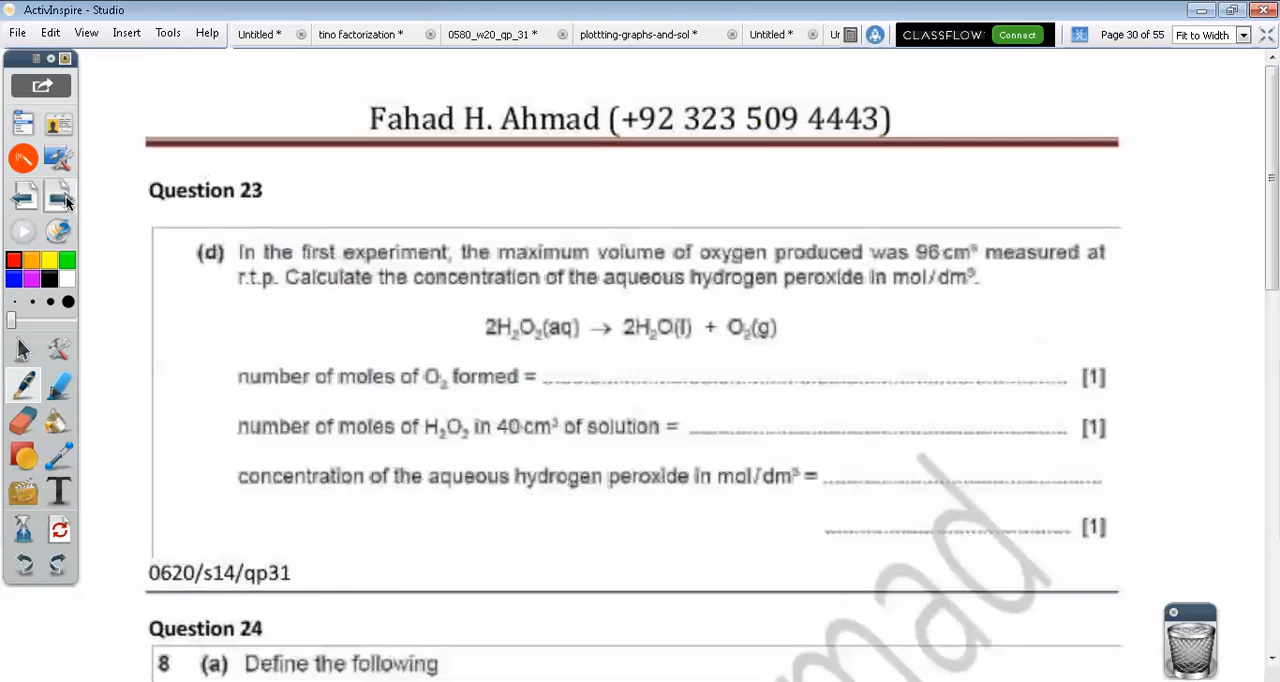 ActivInspire - Studio
File Edit View Insert Tools Help Untitled * tino factorization * 0580_w20_qp_31 * plottting-graphs-and-sol * Untitled * Ur CLASSFLOW Connect Page 30 of 55 Fit to Width
Fahad H. Ahmad (+92 323 509 4443)
Question 23
(d) In the first experiment, the maximum volume of oxygen produced was 96 cm³ measured at
r.t.p. Calculate the concentration of the aqueous hydrogen peroxide in mol/dm³.
2H₂O₂(aq) → 2H₂O(l) + O₂(g)
number of moles of O₂ formed = ........ [1]
number of moles of H₂O₂ in 40 cm³ of solution = ........ [1]
concentration of the aqueous hydrogen peroxide in mol/dm³ = ........
........ [1]
0620/s14/qp31
Question 24
8 (a) Define the following
T